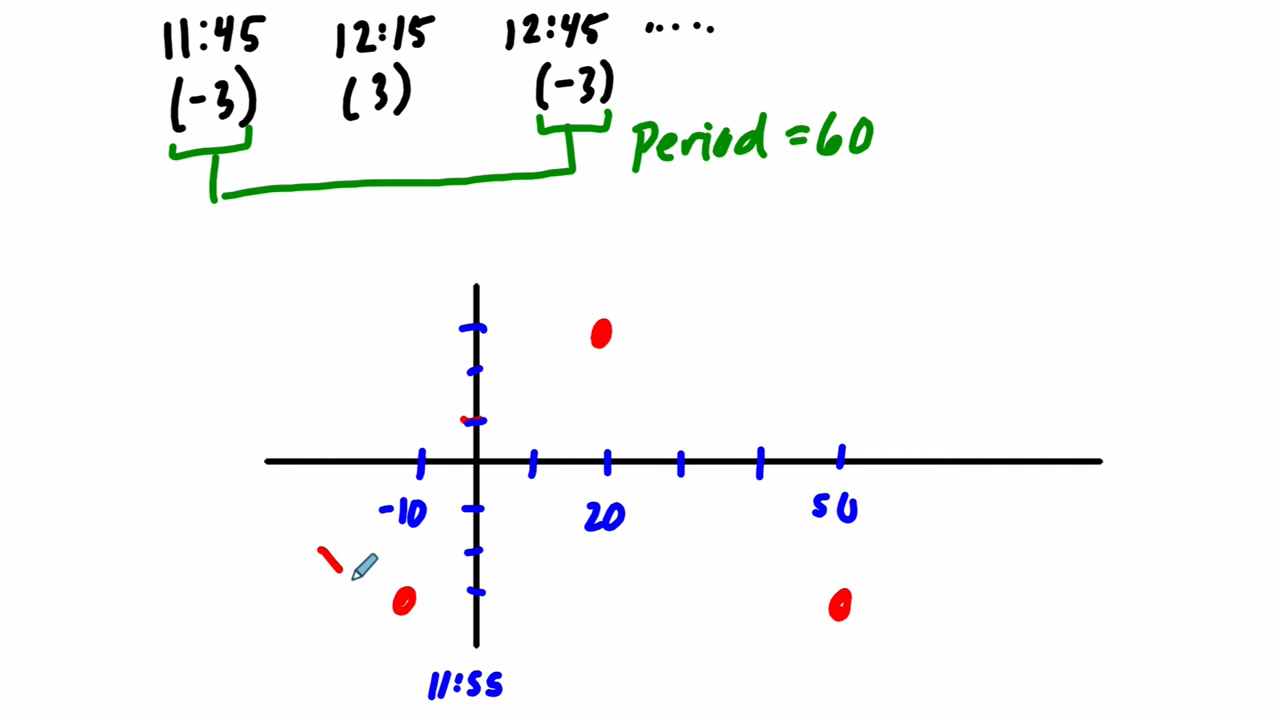 11:45 12:15 12:45 .....
(-3) (3) (-3)
Period = 60
-10 20 50
11:55